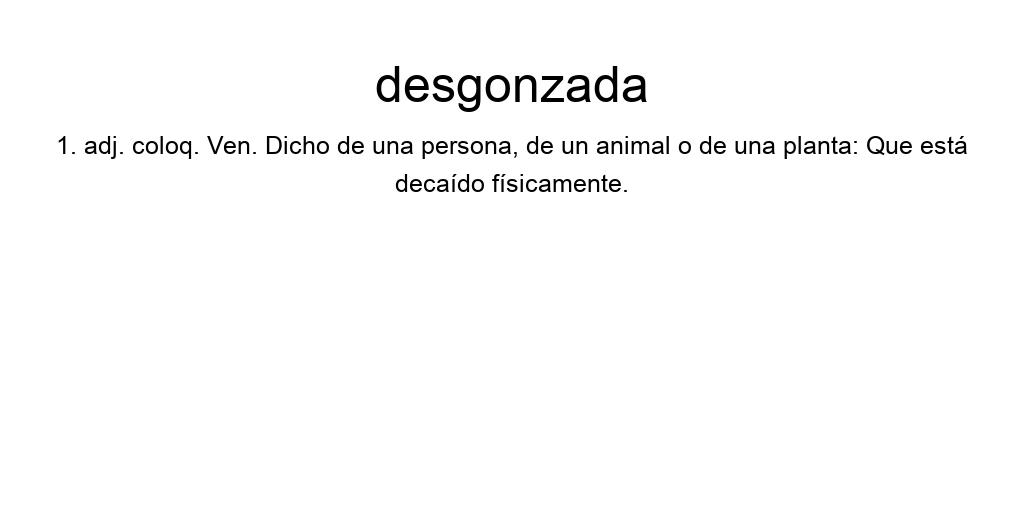 desgonzada
1. adj. coloq. Ven. Dicho de una persona, de un animal o de una planta: Que está
decaído físicamente.